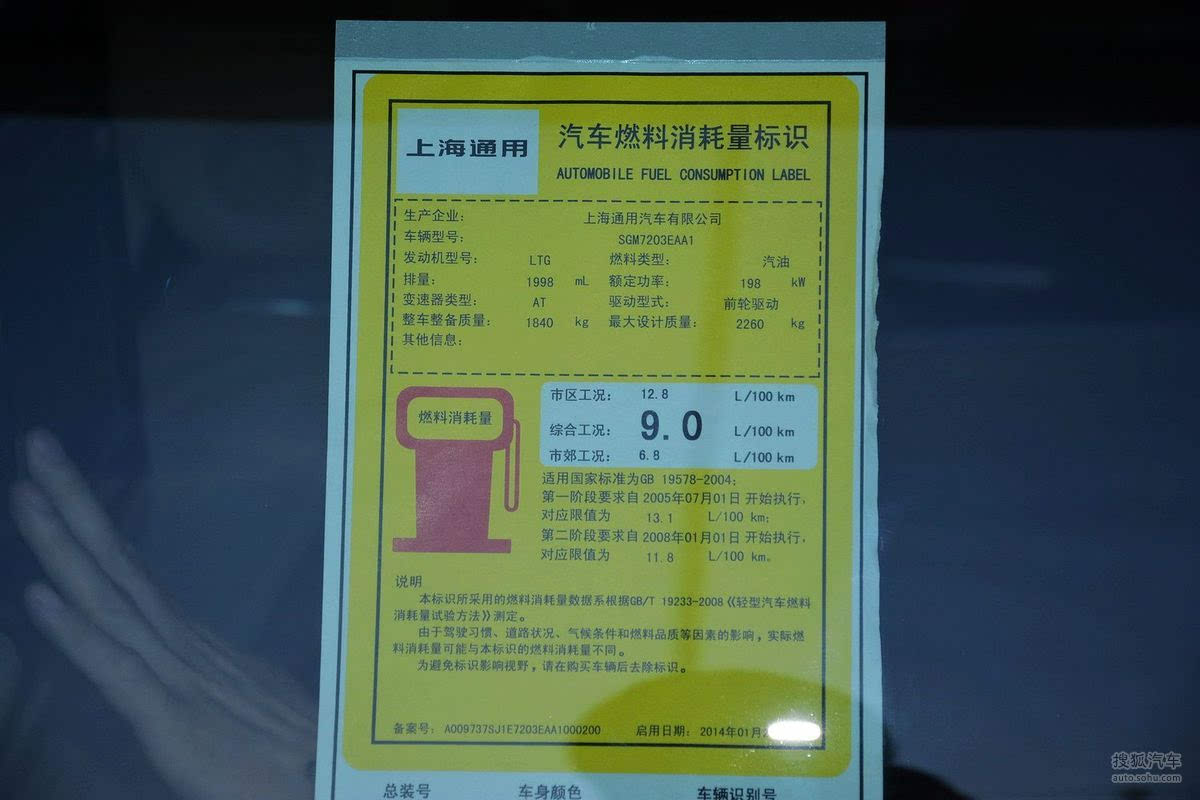 上海通用
汽车燃料消耗量标识
AUTOMOBILE FUEL CONSUMPTION LABEL
生产企业: 上海通用汽车有限公司
车辆型号: SGM7203EAA1
发动机型号: LTG 燃料类型: 汽油
排量: 1998 mL 额定功率: 198 kW
变速器类型: AT 驱动型式: 前轮驱动
整车整备质量: 1840 kg 最大设计质量: 2260 kg
其他信息:
燃料消耗量
市区工况: 12.8 L/100 km
综合工况: 9.0 L/100 km
市郊工况: 6.8 L/100 km
适用国家标准为GB 19578-2004;
第一阶段要求自2005年07月01日开始执行,
对应限值为 13.1 L/100 km;
第二阶段要求自2008年01月01日开始执行,
对应限值为 11.8 L/100 km。
说明
本标识所采用的燃料消耗量数据系根据GB/T 19233-2008《轻型汽车燃料
消耗量试验方法》测定。
由于驾驶习惯、道路状况、气候条件和燃料品质等因素的影响,实际燃
料消耗量可能与本标识的燃料消耗量不同。
为避免标识影响视野,请在购买车辆后去除标识。
备案号: A009737SJ1E7203EAA1000200 启用日期: 2014年01月
总装号 车身颜色 车辆识别号
搜狐汽车
auto.sohu.com